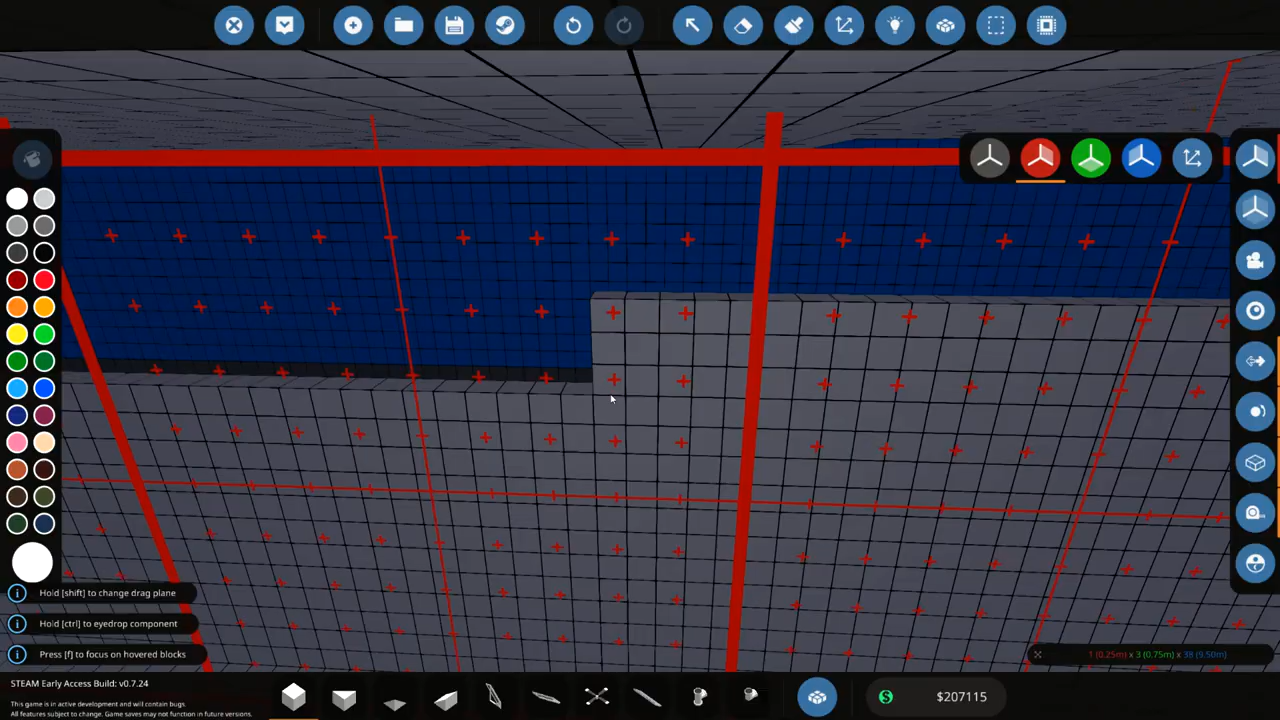 Hold [shift] to change drag plane
Hold [ctrl] to eyedrop component
Press [f] to focus on hovered blocks
1 (0.25m) x 3 (0.75m) x 38 (9.50m)
STEAM Early Access Build: v0.7.24
This game is in active development and will contain bugs.
All features subject to change. Game saves may not function in future versions.
$207115